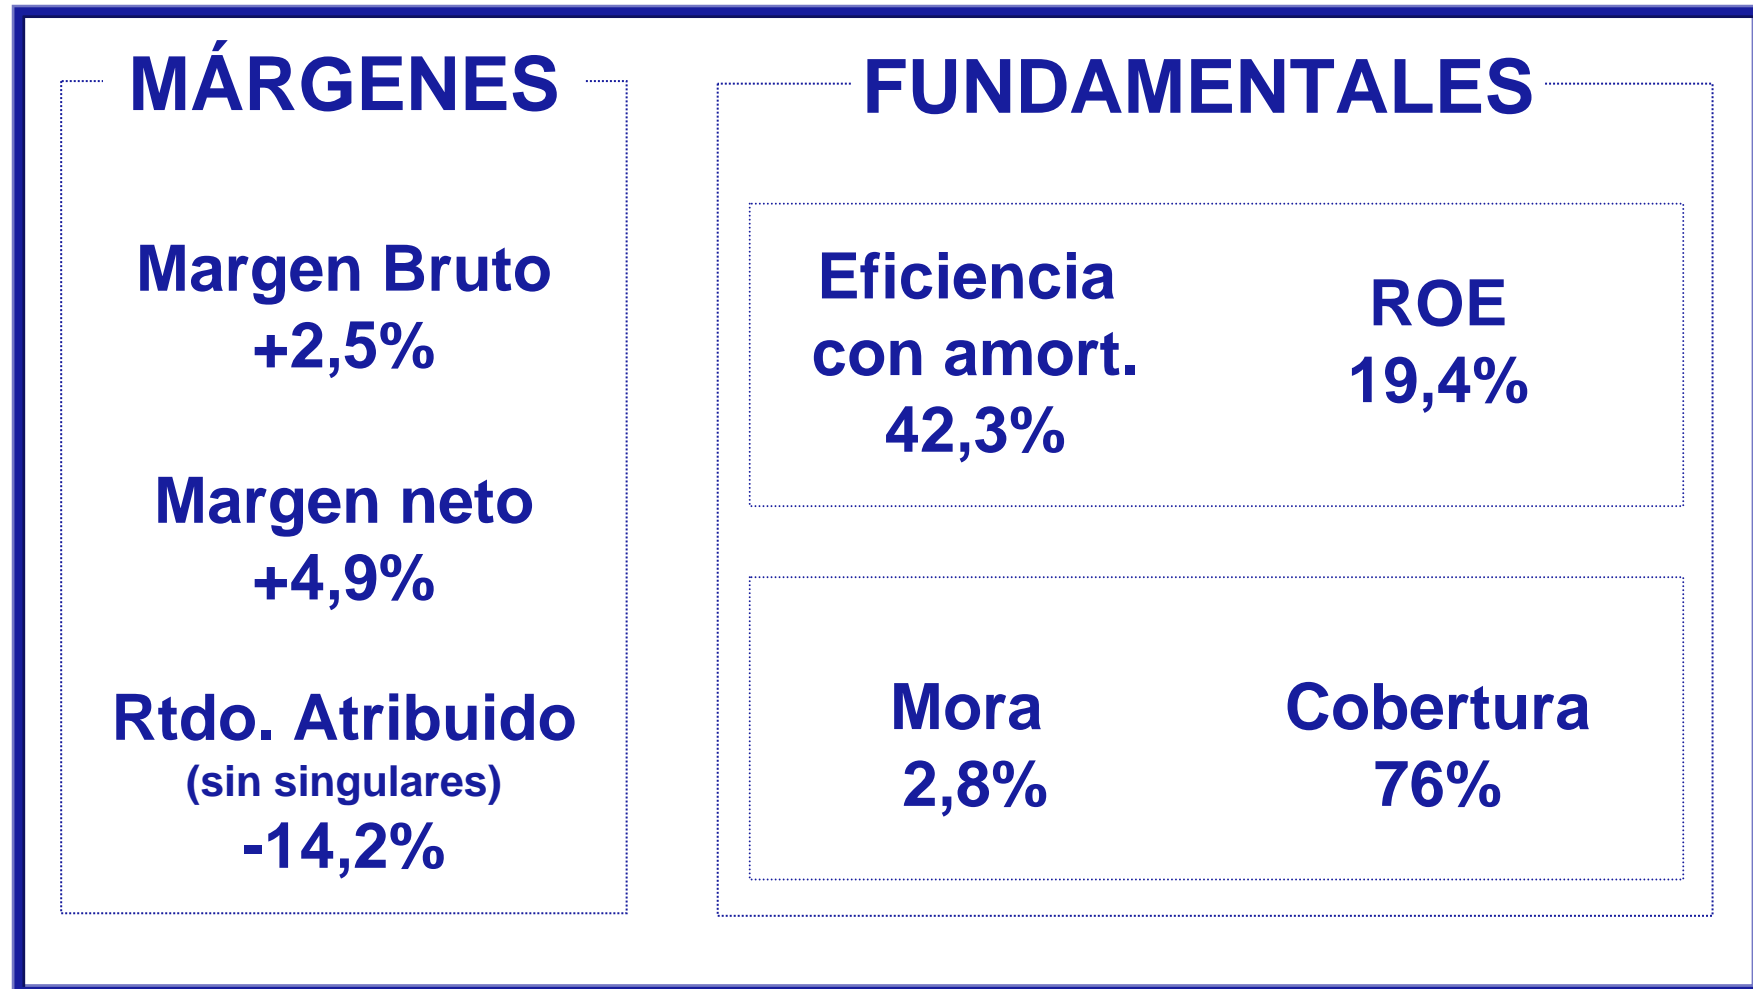 MÁRGENES
Margen Bruto
+2,5%
Margen neto
+4,9%
Rtdo. Atribuido
(sin singulares)
-14,2%
FUNDAMENTALES
Eficiencia
con amort.
42,3%
ROE
19,4%
Mora
2,8%
Cobertura
76%